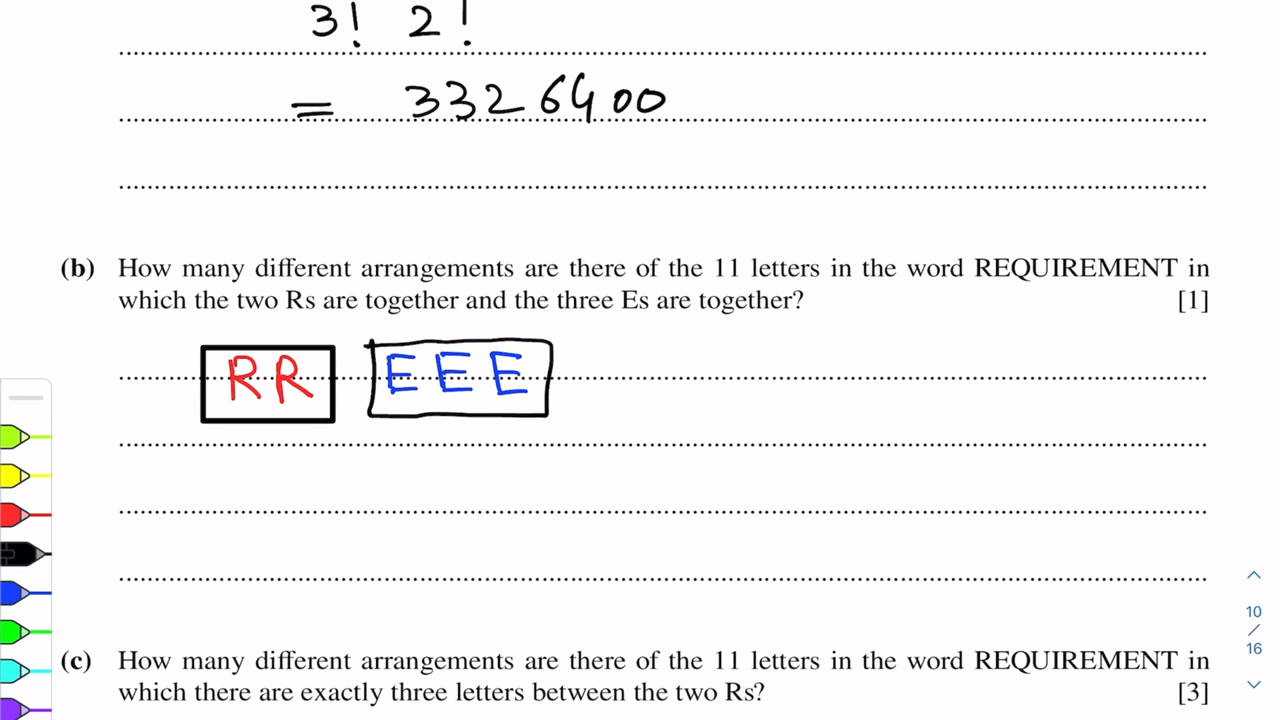 3! 2!
= 3326400
(b) How many different arrangements are there of the 11 letters in the word REQUIREMENT in
which the two Rs are together and the three Es are together? [1]
RR EEE
(c) How many different arrangements are there of the 11 letters in the word REQUIREMENT in
which there are exactly three letters between the two Rs? [3]
10
/
16